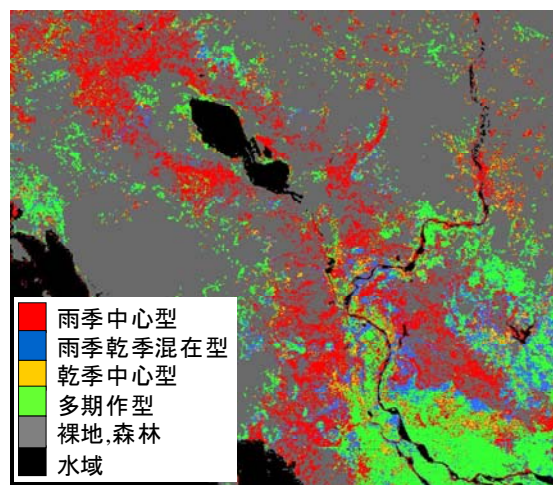 雨季中心型
雨季乾季混在型
乾季中心型
多期作型
裸地,森林
水域